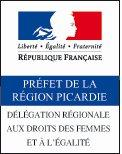 Liberté • Égalité • Fraternité
RÉPUBLIQUE FRANÇAISE
PRÉFET DE LA
RÉGION PICARDIE
DÉLÉGATION RÉGIONALE
AUX DROITS DES FEMMES
ET À L'ÉGALITÉ